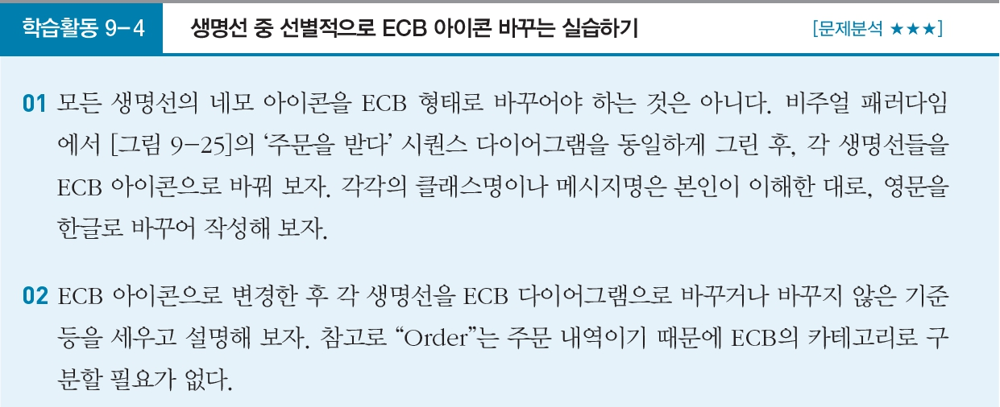 학습활동 9-4 생명선 중 선별적으로 ECB 아이콘 바꾸는 실습하기 [문제분석 ★★★]
01 모든 생명선의 네모 아이콘을 ECB 형태로 바꾸어야 하는 것은 아니다. 비주얼 패러다임
에서 [그림 9-25]의 ‘주문을 받다’ 시퀀스 다이어그램을 동일하게 그린 후, 각 생명선들을
ECB 아이콘으로 바꿔 보자. 각각의 클래스명이나 메시지명은 본인이 이해한 대로, 영문을
한글로 바꾸어 작성해 보자.
02 ECB 아이콘으로 변경한 후 각 생명선을 ECB 다이어그램으로 바꾸거나 바꾸지 않은 기준
등을 세우고 설명해 보자. 참고로 “Order”는 주문 내역이기 때문에 ECB의 카테고리로 구
분할 필요가 없다.